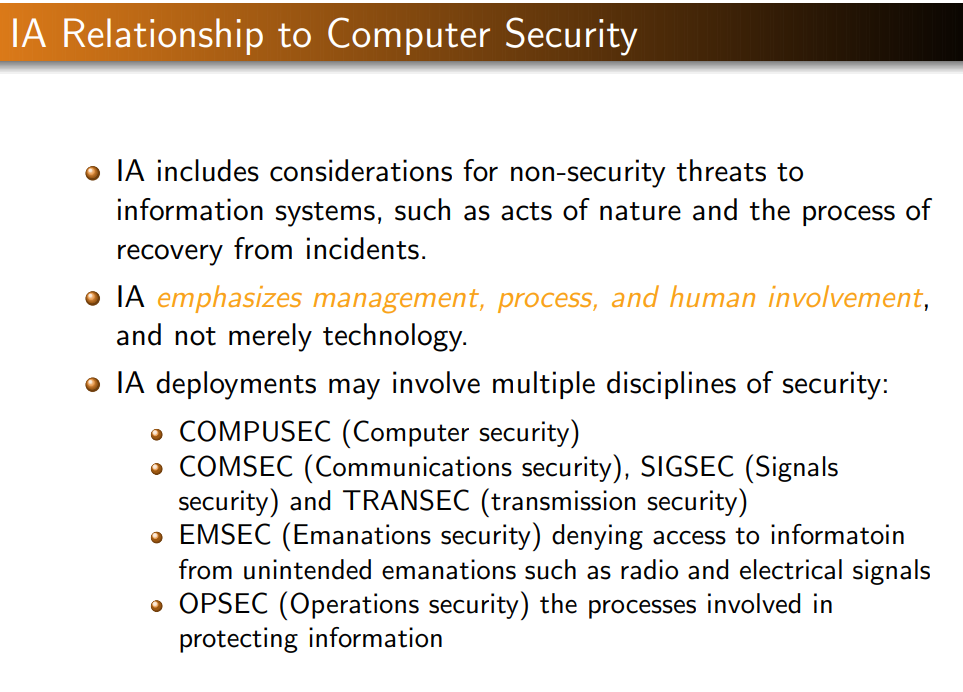 IA Relationship to Computer Security
IA includes considerations for non-security threats to
information systems, such as acts of nature and the process of
recovery from incidents.
IA emphasizes management, process, and human involvement,
and not merely technology.
IA deployments may involve multiple disciplines of security:
COMPUSEC (Computer security)
COMSEC (Communications security), SIGSEC (Signals
security) and TRANSEC (transmission security)
EMSEC (Emanations security) denying access to informatoin
from unintended emanations such as radio and electrical signals
OPSEC (Operations security) the processes involved in
protecting information